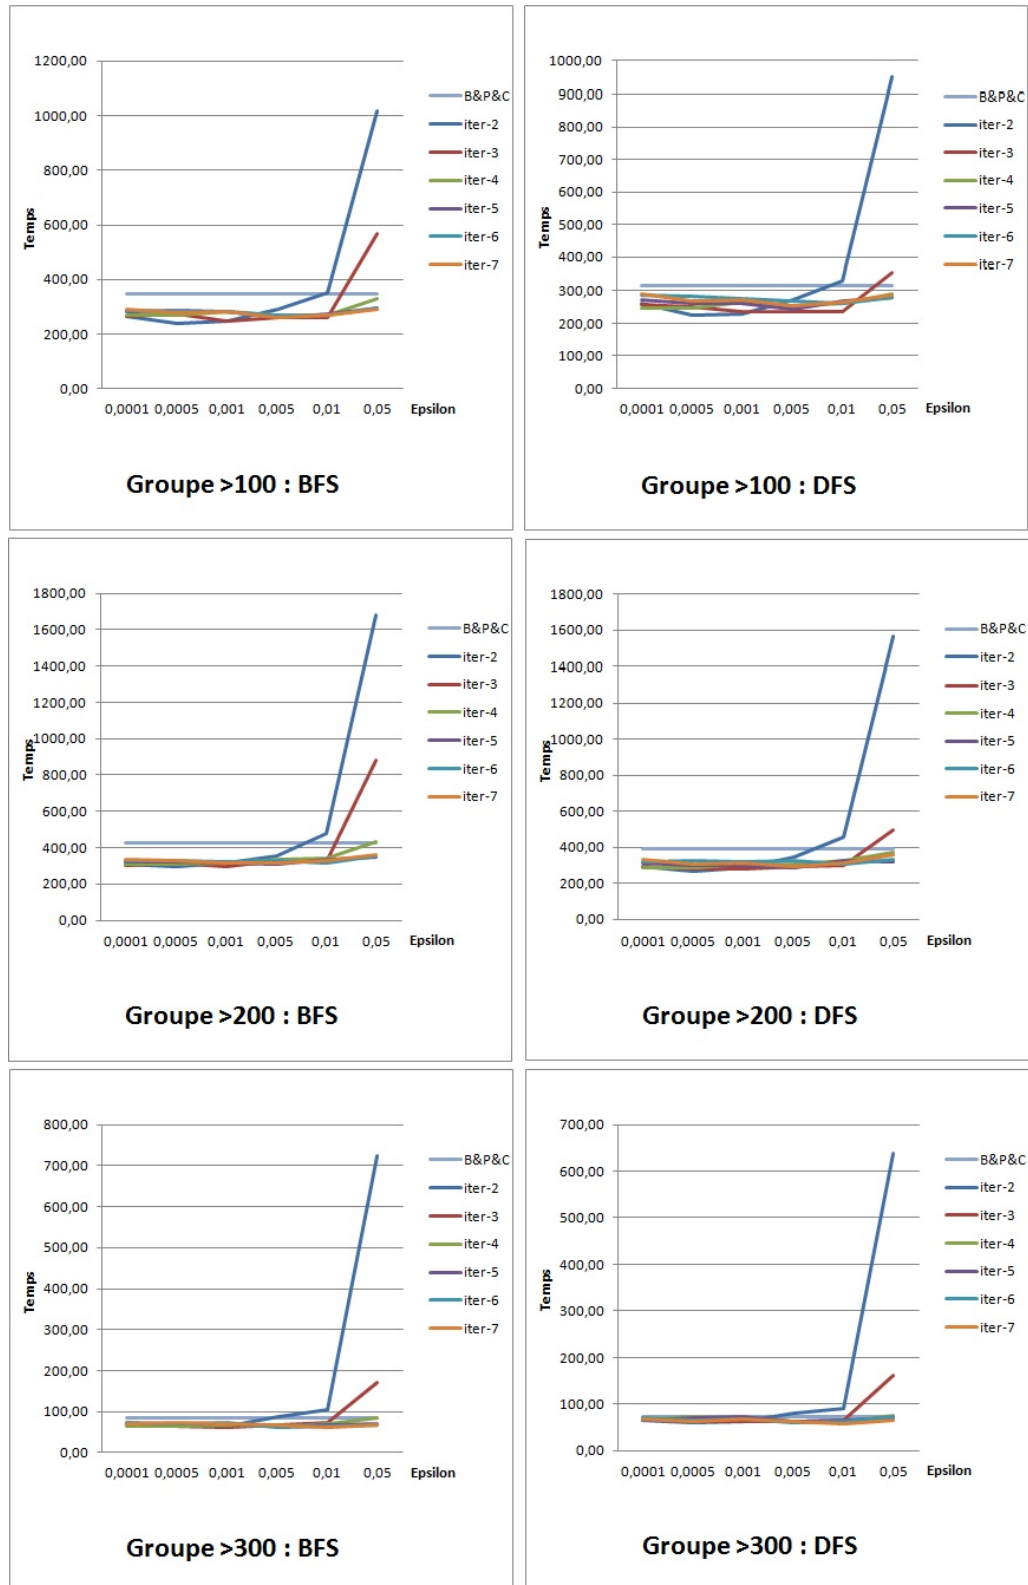 1200,00
1000,00
800,00
600,00
400,00
200,00
0,00
Temps
0,0001 0,0005 0,001 0,005 0,01 0,05 Epsilon
B&P&C
iter-2
iter-3
iter-4
iter-5
iter-6
iter-7
Groupe >100 : BFS
1000,00
900,00
800,00
700,00
600,00
500,00
400,00
300,00
200,00
100,00
0,00
Temps
0,0001 0,0005 0,001 0,005 0,01 0,05 Epsilon
B&P&C
iter-2
iter-3
iter-4
iter-5
iter-6
iter-7
Groupe >100 : DFS
1800,00
1600,00
1400,00
1200,00
1000,00
800,00
600,00
400,00
200,00
0,00
Temps
0,0001 0,0005 0,001 0,005 0,01 0,05 Epsilon
B&P&C
iter-2
iter-3
iter-4
iter-5
iter-6
iter-7
Groupe >200 : BFS
1800,00
1600,00
1400,00
1200,00
1000,00
800,00
600,00
400,00
200,00
0,00
Temps
0,0001 0,0005 0,001 0,005 0,01 0,05 Epsilon
B&P&C
iter-2
iter-3
iter-4
iter-5
iter-6
iter-7
Groupe >200 : DFS
800,00
700,00
600,00
500,00
400,00
300,00
200,00
100,00
0,00
Temps
0,0001 0,0005 0,001 0,005 0,01 0,05 Epsilon
B&P&C
iter-2
iter-3
iter-4
iter-5
iter-6
iter-7
Groupe >300 : BFS
700,00
600,00
500,00
400,00
300,00
200,00
100,00
0,00
Temps
0,0001 0,0005 0,001 0,005 0,01 0,05 Epsilon
B&P&C
iter-2
iter-3
iter-4
iter-5
iter-6
iter-7
Groupe >300 : DFS